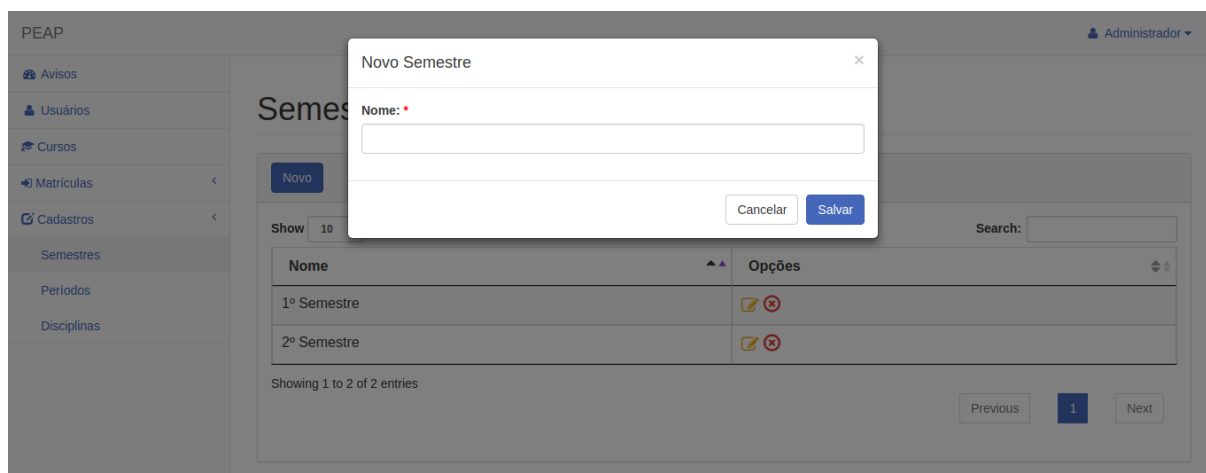 PEAP
Administrador
Avisos
Usuários
Cursos
Matrículas
Cadastros
Semestres
Períodos
Disciplinas
Novo Semestre ×
Nome: *
Cancelar Salvar
Semes
Novo
Show 10
Search:
Nome Opções
1º Semestre
2º Semestre
Showing 1 to 2 of 2 entries
Previous 1 Next